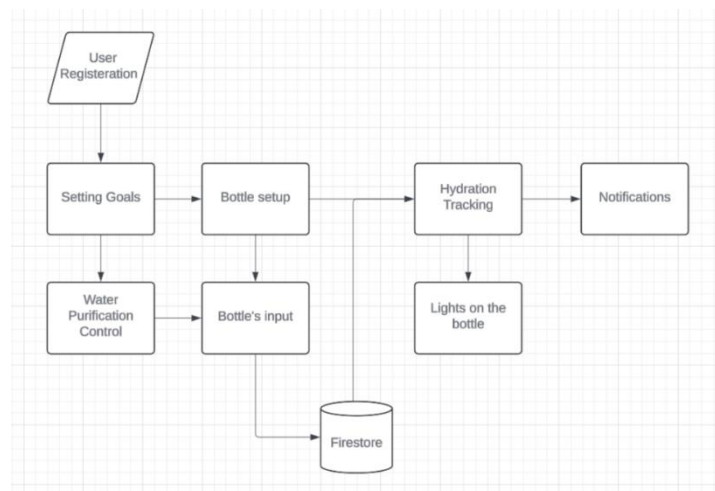 User
Registeration
Setting Goals
Bottle setup
Hydration
Tracking
Notifications
Water
Purification
Control
Bottle's input
Lights on the
bottle
Firestore